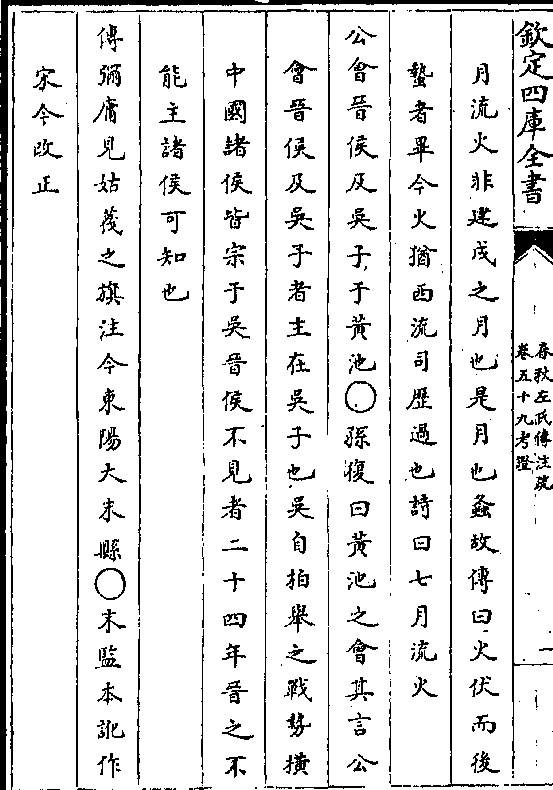 欽定四庫全書
春秋左氏傳注疏
卷五十九考證
一
月流火非建戌之月也是月也螽故傳曰火伏而後
蟄者畢今火猶西流司歷過也詩曰七月流火
公會晉侯及吳子于黃池○孫復曰黃池之會其言公
會晉侯及吳子者主在吳子也吳自柏舉之戰勢橫
中國諸侯皆宗于吳晉侯不見者二十四年晉之不
能主諸侯可知也
傳彌庸見姑蔑之旗注今東陽大末縣○末監本訛作
宋今改正